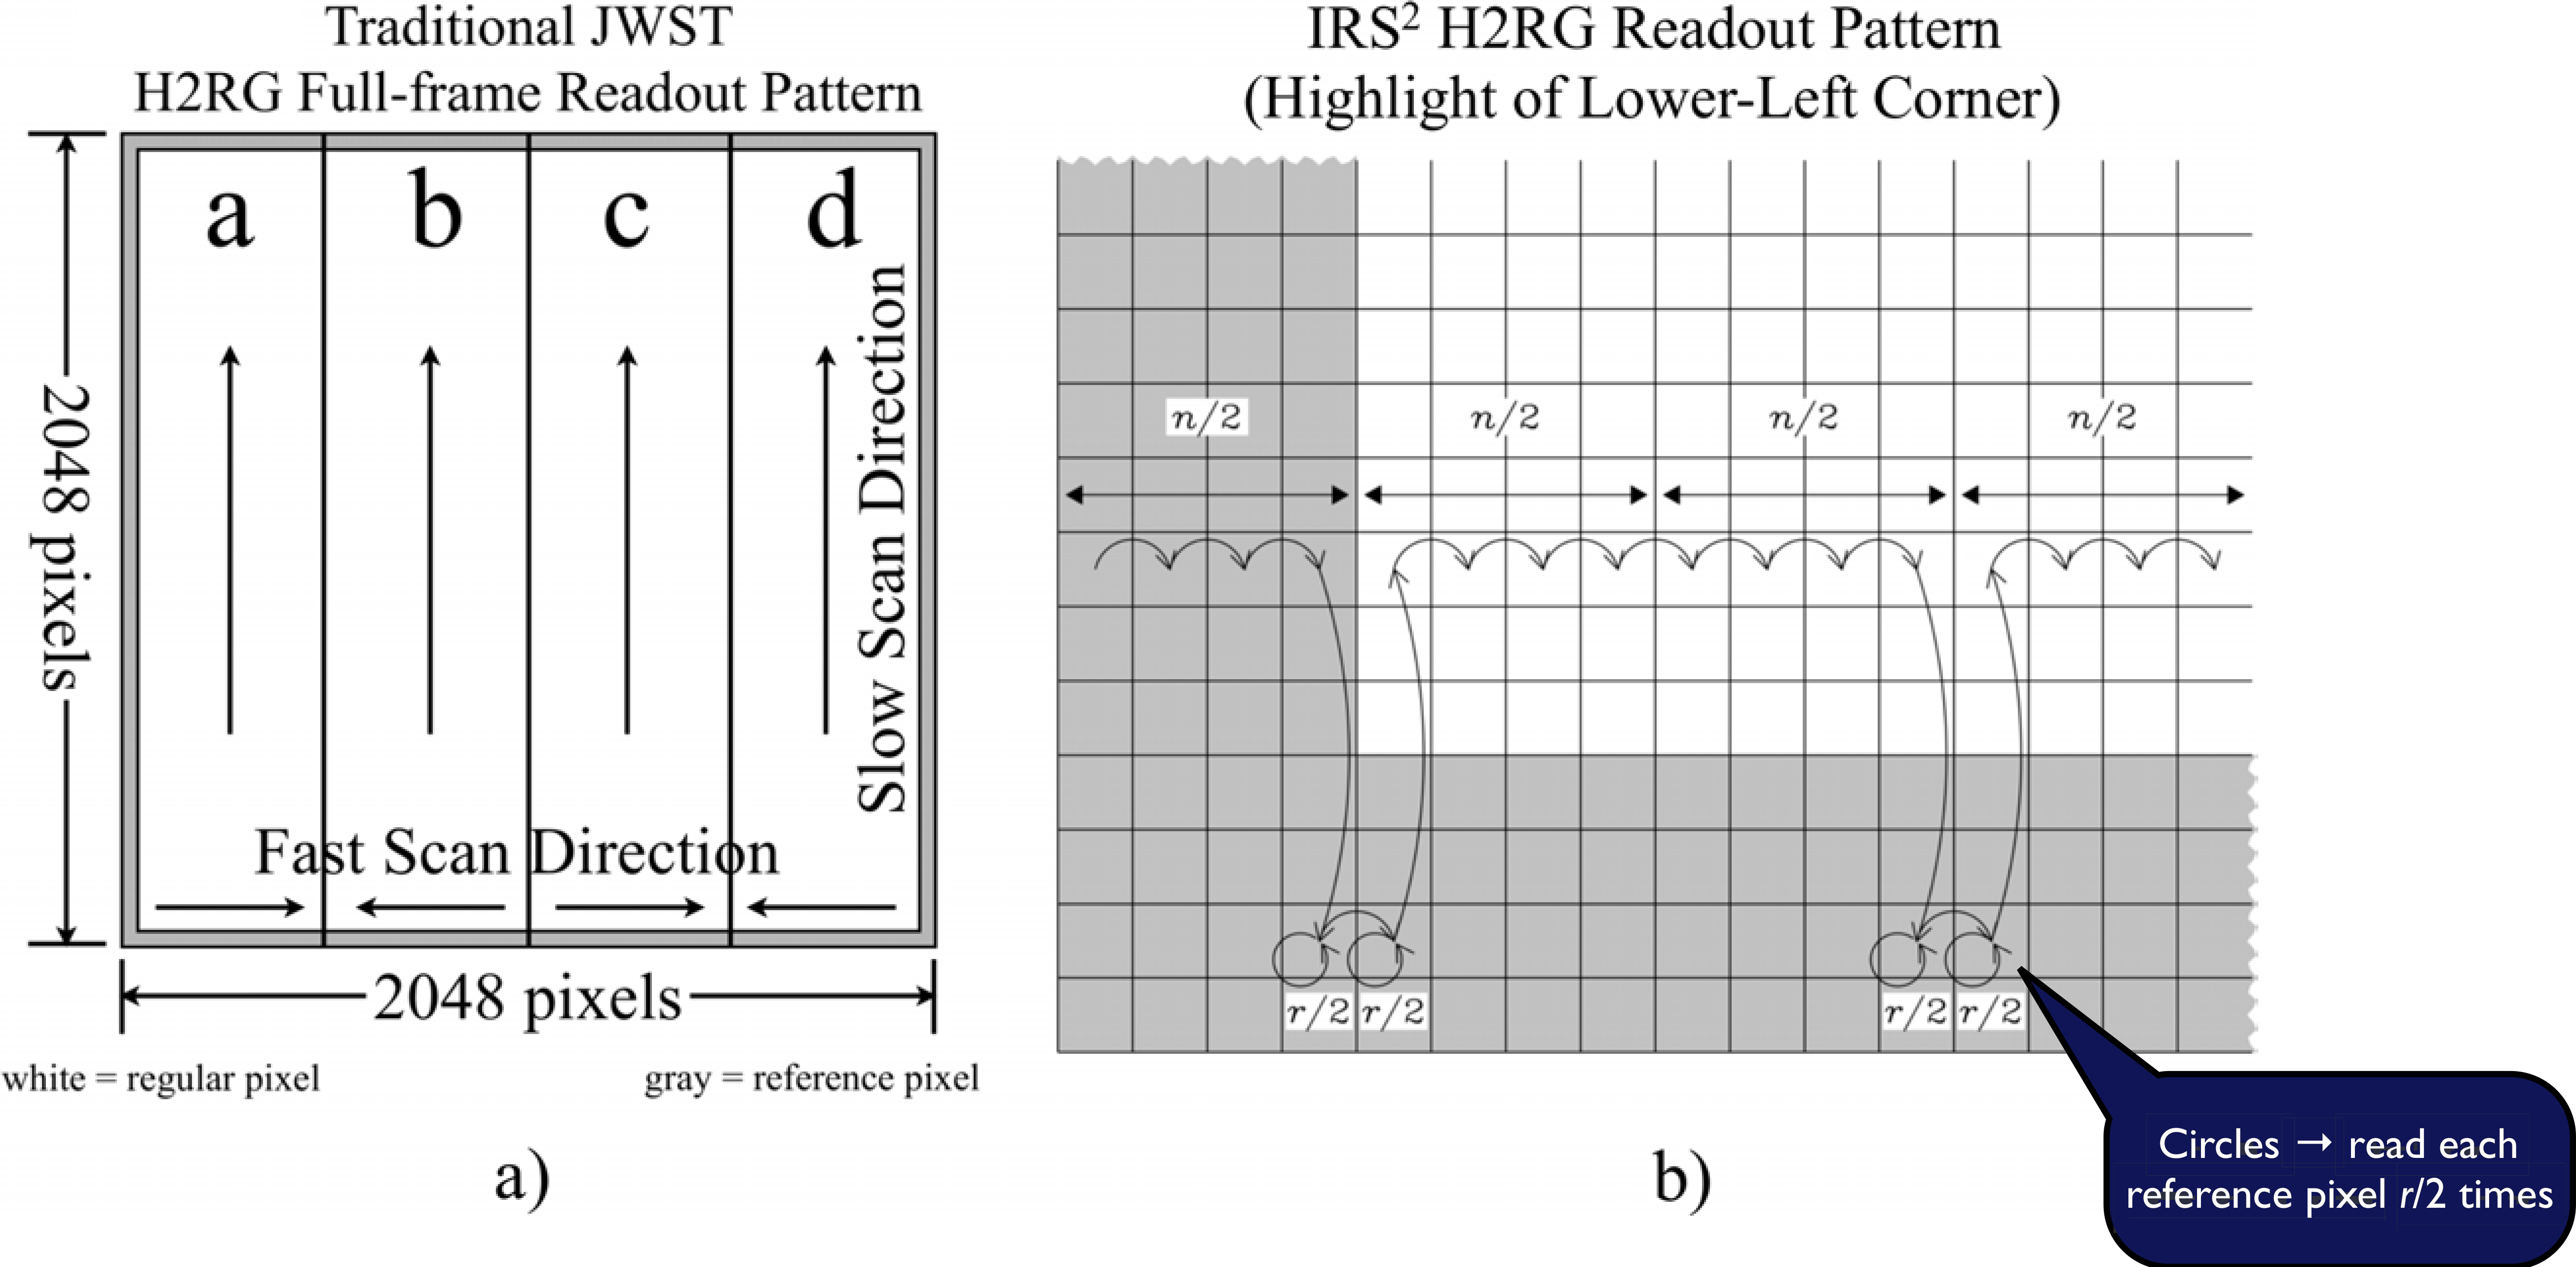 Traditional JWST
H2RG Full-frame Readout Pattern
a
b
c
d
2048 pixels
Slow Scan Direction
Fast Scan Direction
2048 pixels
white = regular pixel
gray = reference pixel
a)
IRS² H2RG Readout Pattern
(Highlight of Lower-Left Corner)
n/2
n/2
n/2
n/2
r/2
r/2
r/2
r/2
b)
Circles → read each
reference pixel r/2 times